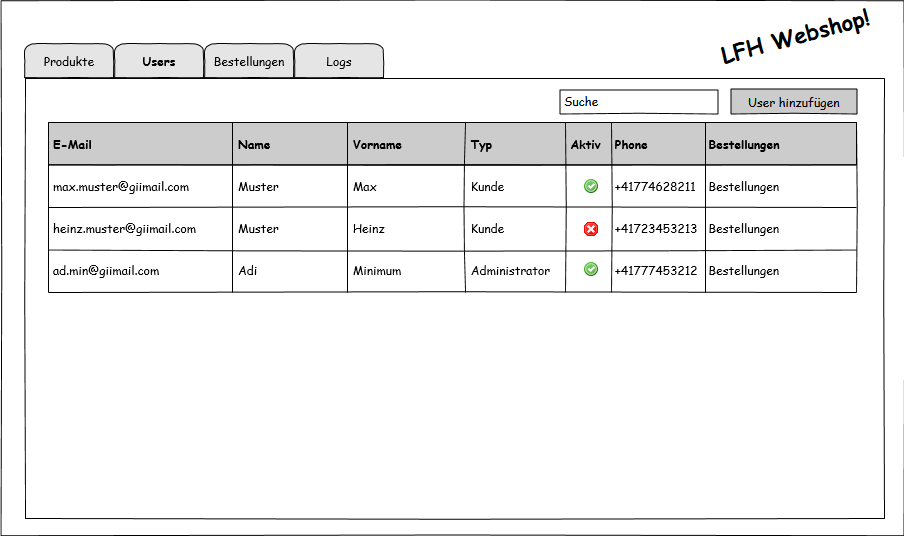 LFH Webshop!
Produkte Users Bestellungen Logs
Suche User hinzufügen
E-Mail Name Vorname Typ Aktiv Phone Bestellungen
max.muster@giimail.com Muster Max Kunde +41774628211 Bestellungen
heinz.muster@giimail.com Muster Heinz Kunde +41723453213 Bestellungen
ad.min@giimail.com Adi Minimum Administrator +41777453212 Bestellungen